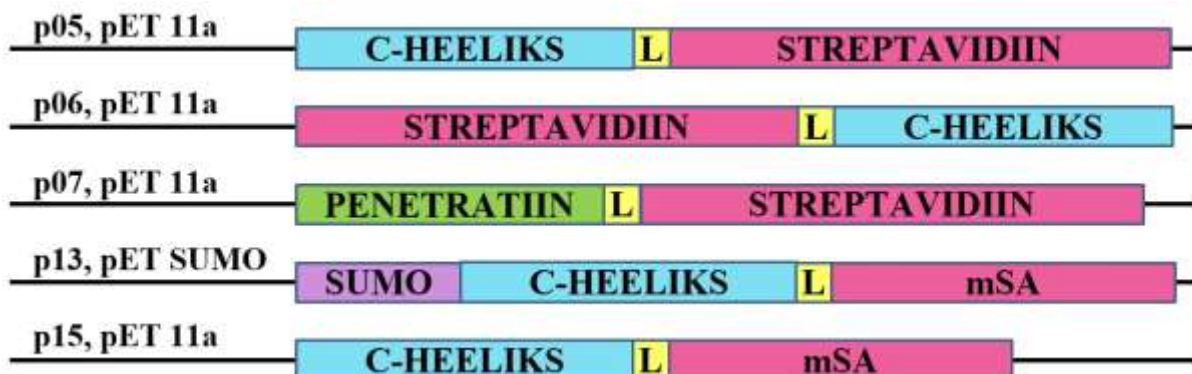 p05, pET 11a
C-HEELIKS L STREPTAVIDIIN
p06, pET 11a
STREPTAVIDIIN L C-HEELIKS
p07, pET 11a
PENETRATIIN L STREPTAVIDIIN
p13, pET SUMO
SUMO C-HEELIKS L mSA
p15, pET 11a
C-HEELIKS L mSA